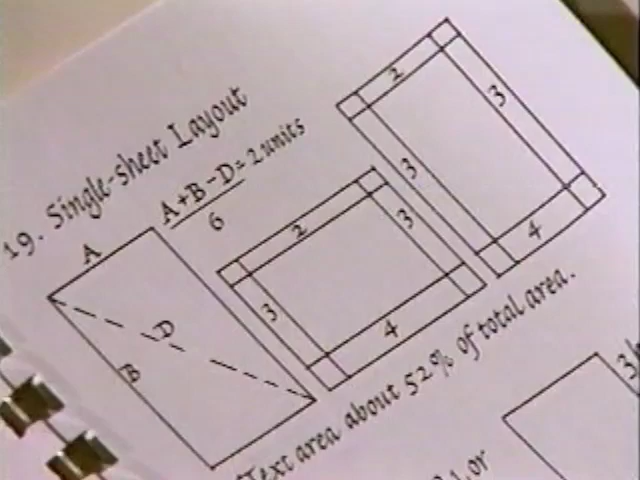 19. Single-sheet Layout
A+B-D = 2 units
6
A
B
D
2
3
3
4
2
3
3
4
Text area about 52% of total area.
or